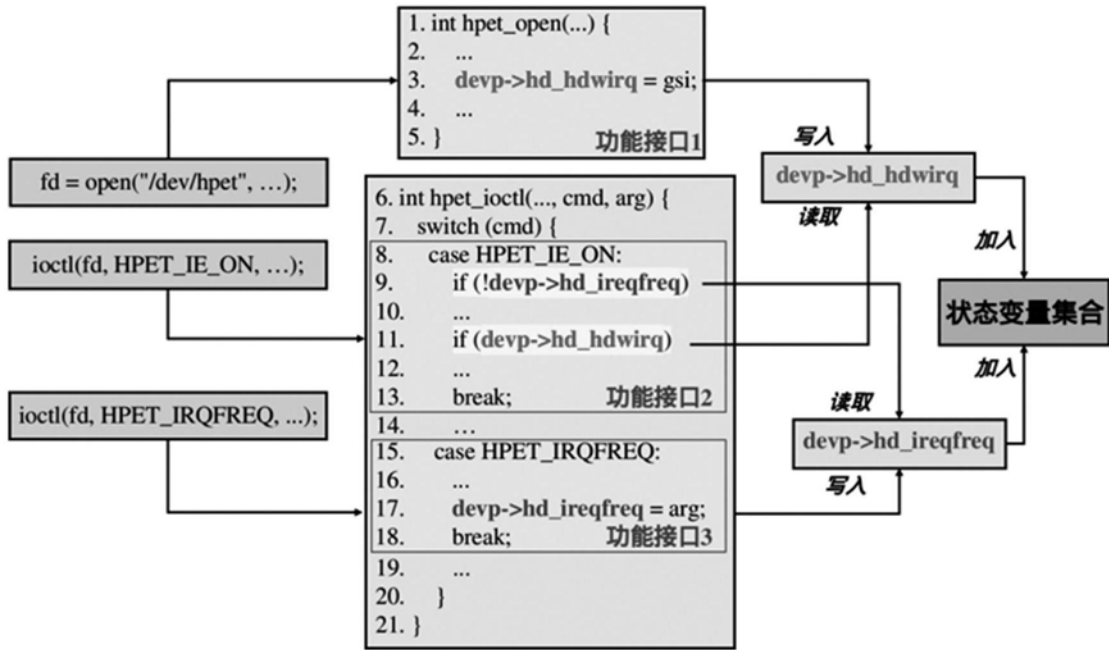 fd = open("/dev/hpet", …);
ioctl(fd, HPET_IE_ON, …);
ioctl(fd, HPET_IRQFREQ, ...);
1. int hpet_open(...) {
2. ...
3. devp->hd_hdwirq = gsi;
4. ...
5. }
功能接口1
6. int hpet_ioctl(..., cmd, arg) {
7. switch (cmd) {
8. case HPET_IE_ON:
9. if (!devp->hd_ireqfreq)
10. ...
11. if (devp->hd_hdwirq)
12. ...
13. break; 功能接口2
14. …
15. case HPET_IRQFREQ:
16. ...
17. devp->hd_ireqfreq = arg;
18. break; 功能接口3
19. ...
20. }
21. }
写入
devp->hd_hdwirq
读取
加入
状态变量集合
加入
读取
devp->hd_ireqfreq
写入